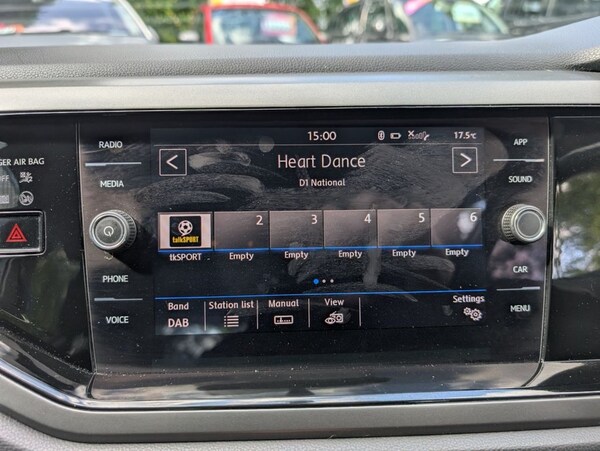 15:00
17.5°C
RADIO
APP
Heart Dance
GER AIR BAG
OFF
MEDIA
D1 National
SOUND
2
3
4
5
6
talkSPORT
tkSPORT
Empty
Empty
Empty
Empty
Empty
PHONE
CAR
Band
Station list
Manual
View
Settings
VOICE
DAB
MENU